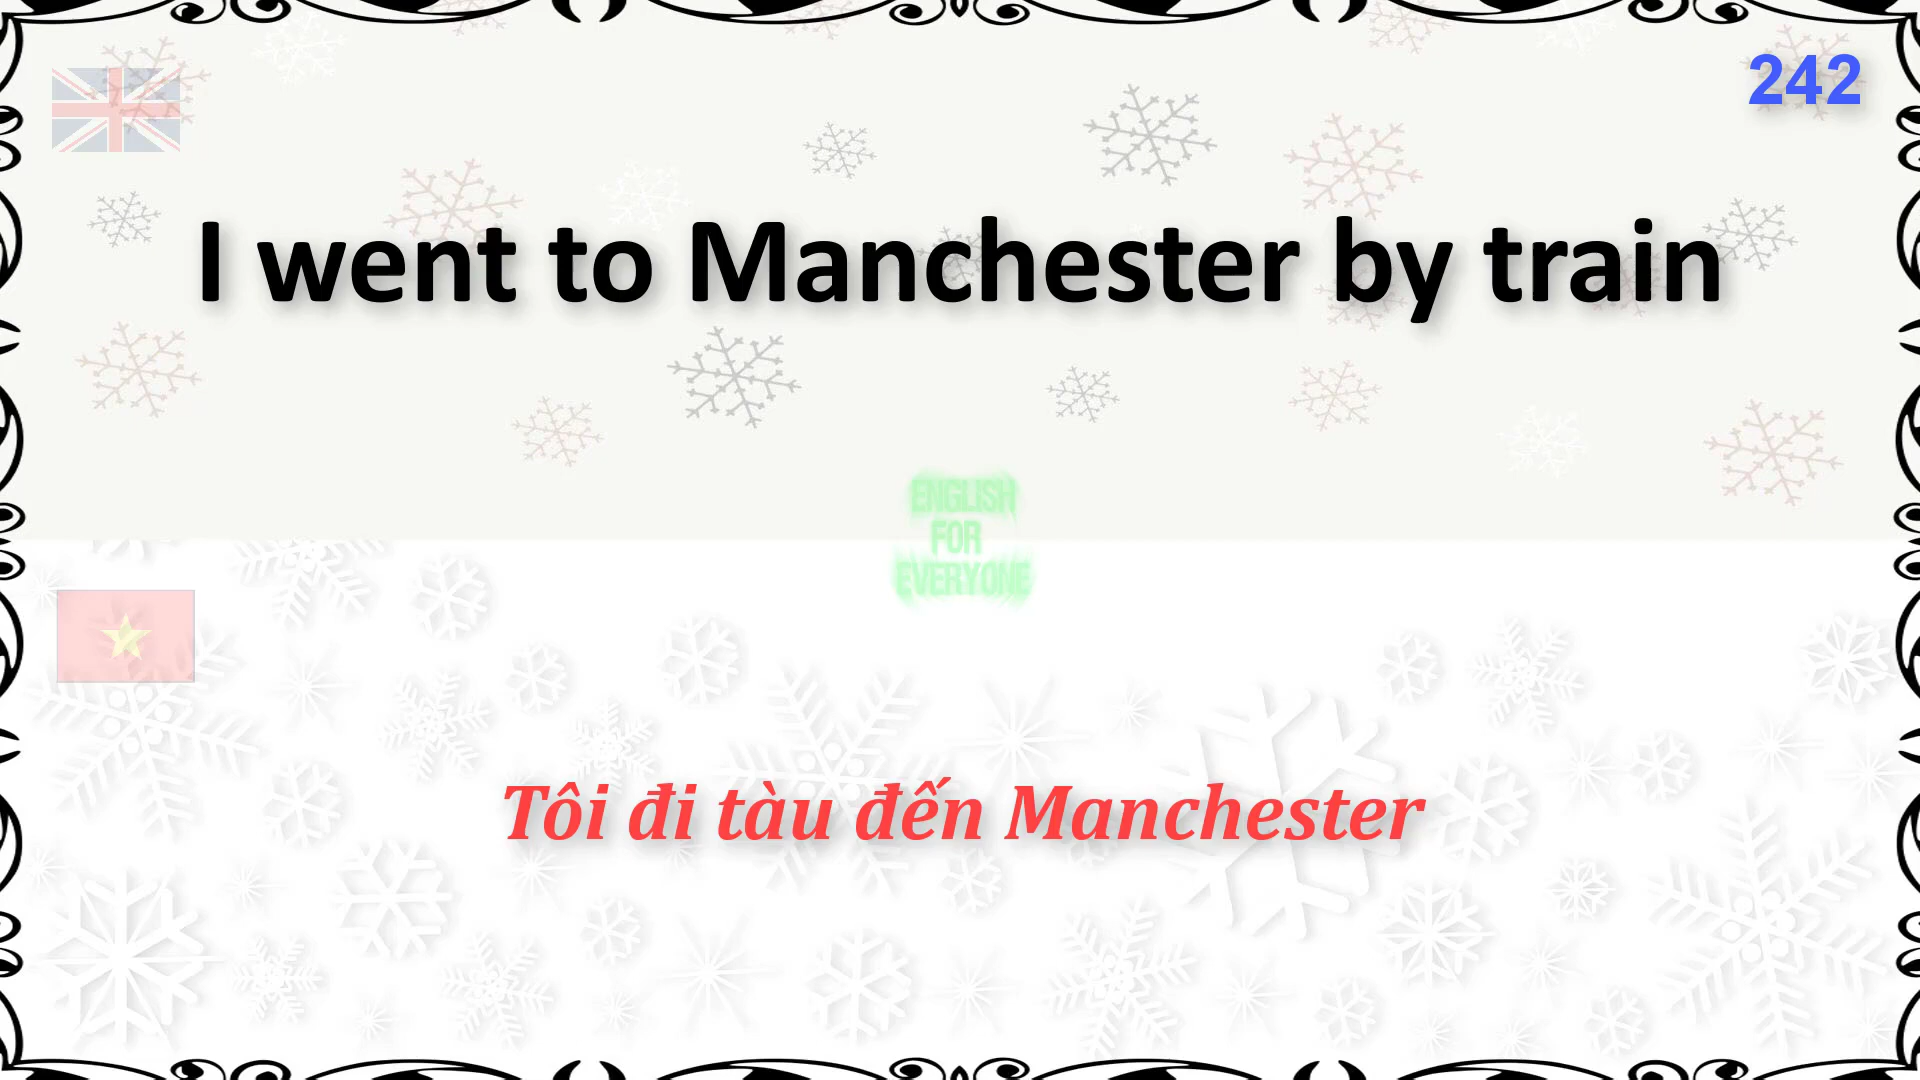 242
I went to Manchester by train
ENGLISH
FOR
EVERYONE
Tôi đi tàu đến Manchester